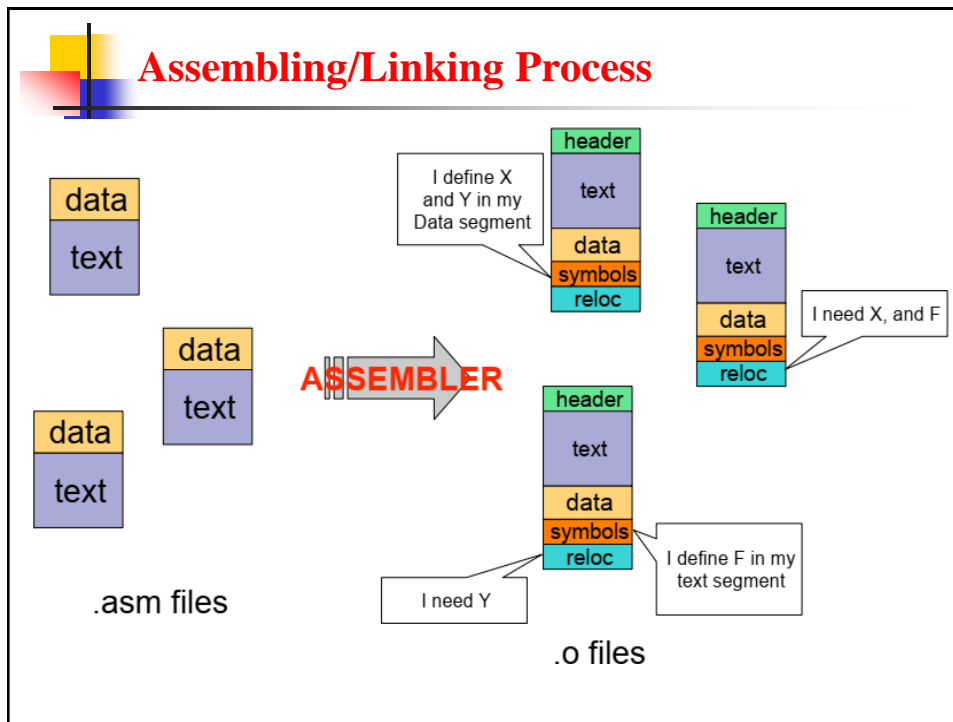 Assembling/Linking Process
data
text
data
text
data
text
.asm files
ASSEMBLER
header
text
data
symbols
reloc
I define X
and Y in my
Data segment
header
text
data
symbols
reloc
I need X, and F
header
text
data
symbols
reloc
I need Y
I define F in my
text segment
.o files